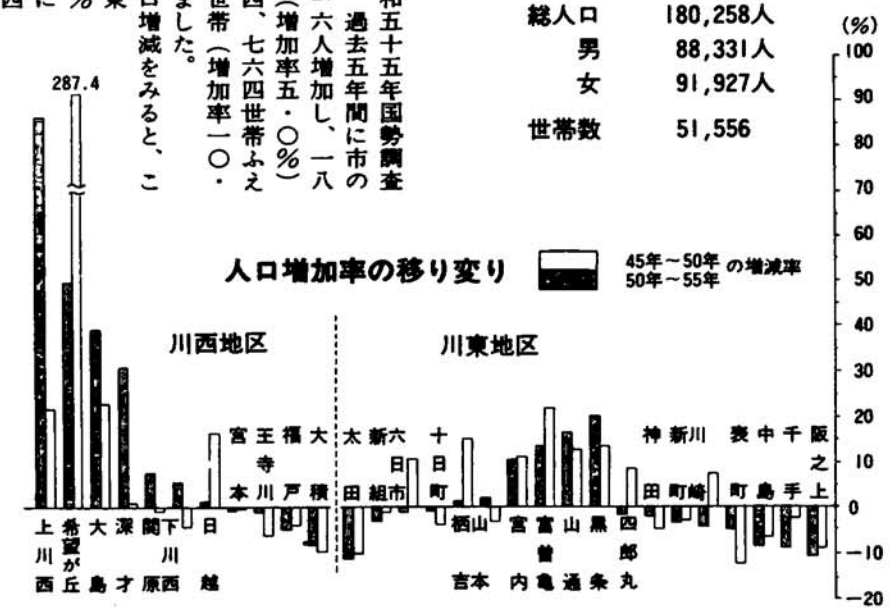 和五十五年国勢調査
過去五年間に市の
六人増加し、一八
(増加率五・〇%)
四、七六四世帯ふえ
世帯(増加率一〇・
ました。
口増減をみると、こ
東
%
に
西
総人口 180,258人
男 88,331人
女 91,927人
世帯数 51,556
人口増加率の移り変り
45年～50年
50年～55年
の増減率
川西地区
川東地区
287.4
(%)
100
90
80
70
60
50
40
30
20
10
0
-10
-20
上川西
希望が丘
大島
深才
関原
下川西
日越
宮本
王寺川
福戸
大積
太田
新組
六日市
十日町
栖吉
山本
宮内
富曽亀
山通
黒条
四郎丸
神田
新町
川崎
表町
中島
千手
阪之上